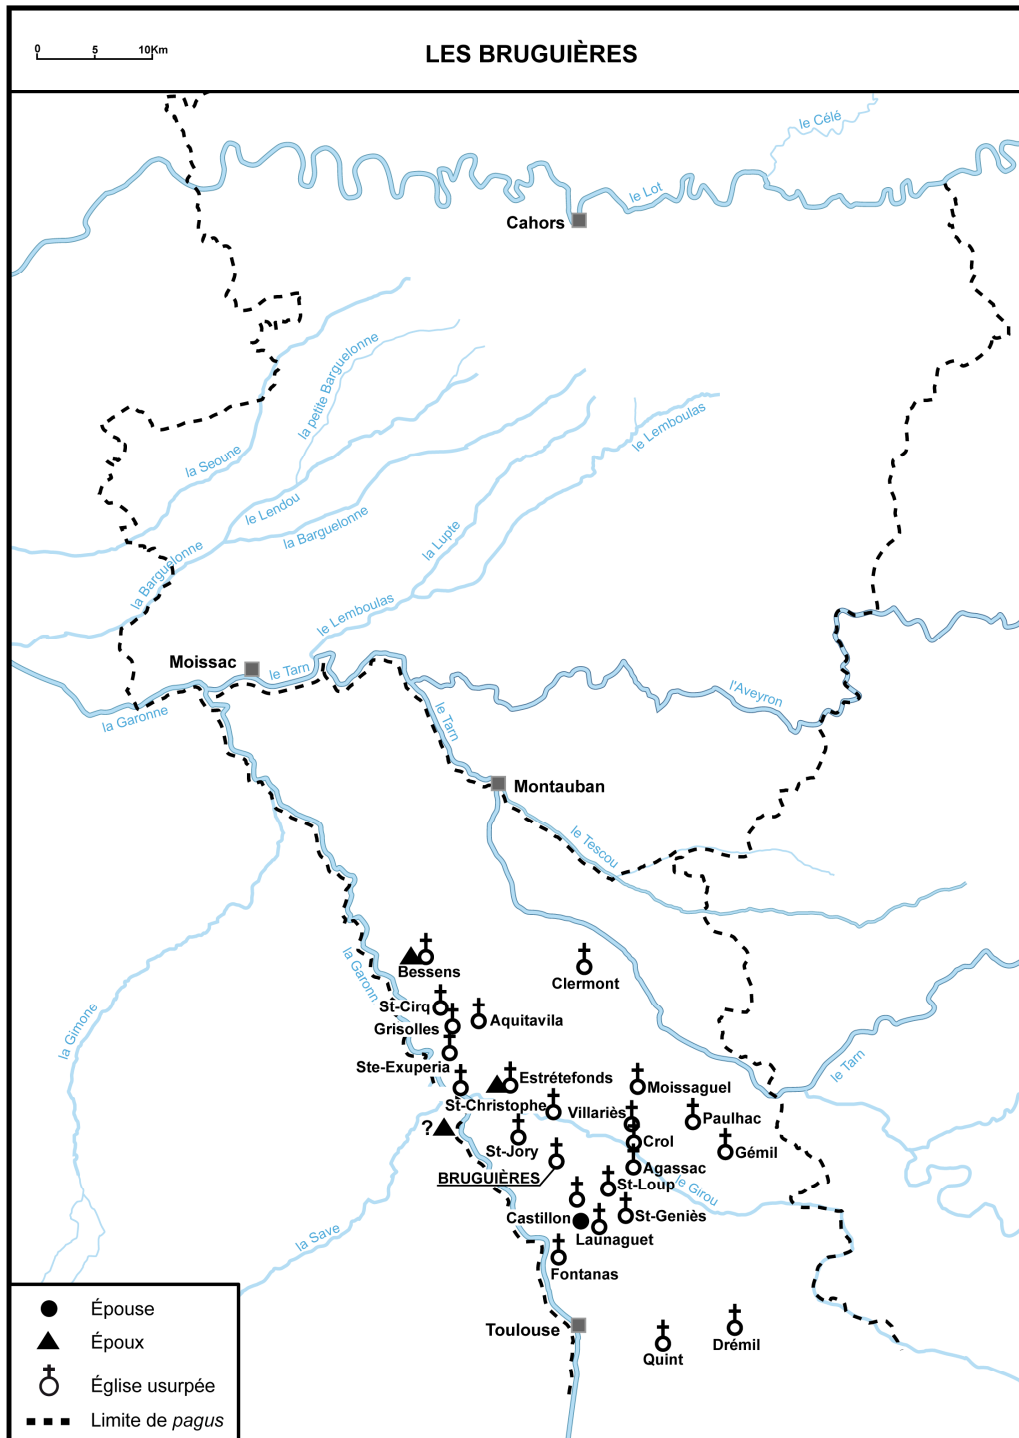 0 5 10Km
LES BRUGUIÈRES
le Célé
le Lot
Cahors
la petite Barguelonne
le Lemboulas
la Seoune
le Lendou
la Barguelonne
la Lupte
la Barguelonne
le Lemboulas
Moissac
le Tarn
l'Aveyron
la Garonne
le Tarn
Montauban
le Tescou
la Garonn
Bessens
Clermont
la Gimone
St-Cirq
Aquitavila
Grisolles
Ste-Exuperia
le Tarn
Estrétefonds
Moissaguel
St-Christophe
Villariès
Paulhac
?
Crol
St-Jory
Gémil
Agassac
BRUGUIÈRES
St-Loup
le Girou
St-Geniès
Castillon
la Save
Launaguet
Fontanas
Toulouse
Drémil
Quint
Épouse
Époux
Église usurpée
Limite de pagus